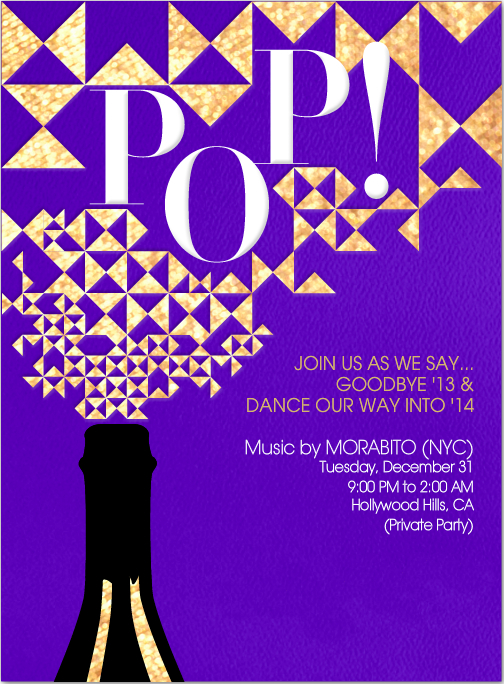 POP!
JOIN US AS WE SAY...
GOODBYE '13 &
DANCE OUR WAY INTO '14
Music by MORABITO (NYC)
Tuesday, December 31
9:00 PM to 2:00 AM
Hollywood Hills, CA
(Private Party)